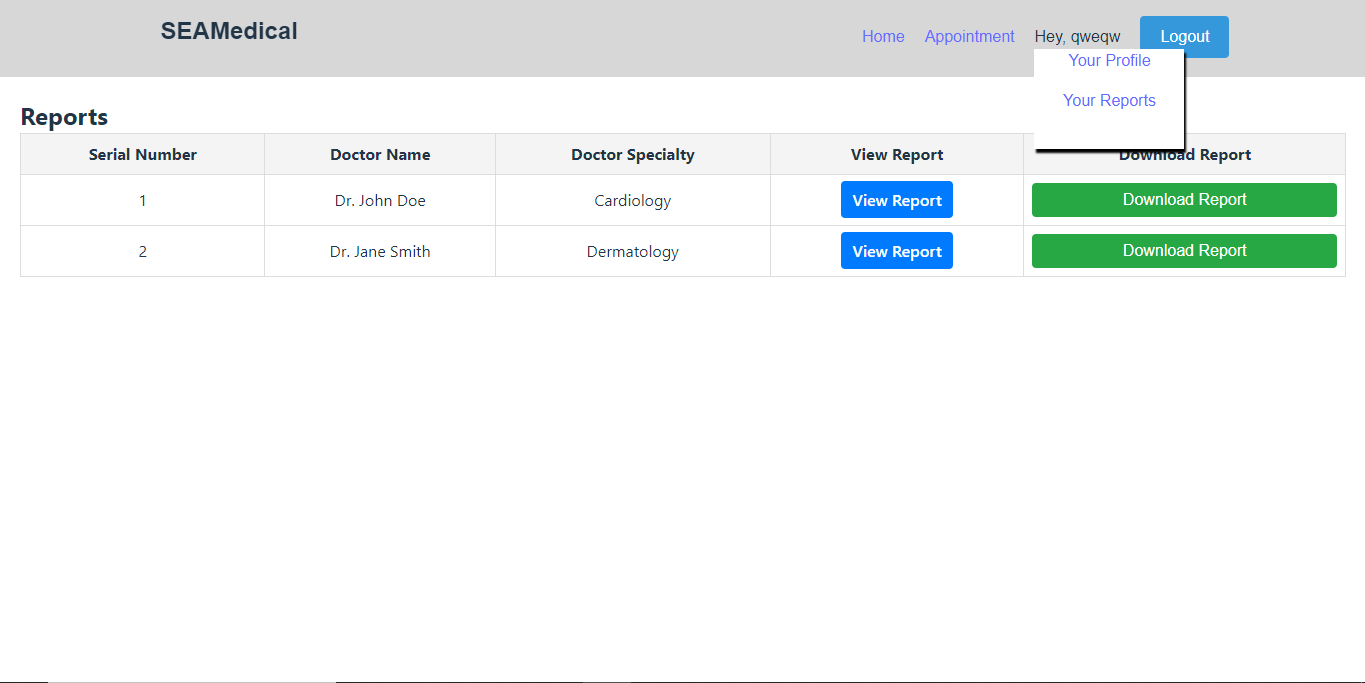 SEAMedical
Home Appointment Hey, qweqw Logout
Your Profile
Your Reports
Reports
Serial Number Doctor Name Doctor Specialty View Report Download Report
1 Dr. John Doe Cardiology View Report Download Report
2 Dr. Jane Smith Dermatology View Report Download Report